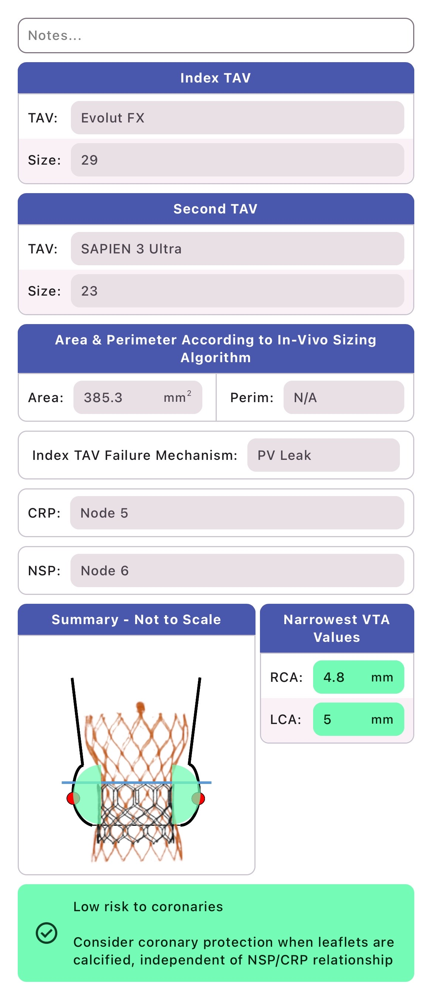 Notes...
Index TAV
TAV: Evolut FX
Size: 29
Second TAV
TAV: SAPIEN 3 Ultra
Size: 23
Area & Perimeter According to In-Vivo Sizing
Algorithm
Area: 385.3 mm² Perim: N/A
Index TAV Failure Mechanism: PV Leak
CRP: Node 5
NSP: Node 6
Summary - Not to Scale
Narrowest VTA
Values
RCA: 4.8 mm
LCA: 5 mm
Low risk to coronaries
Consider coronary protection when leaflets are
calcified, independent of NSP/CRP relationship